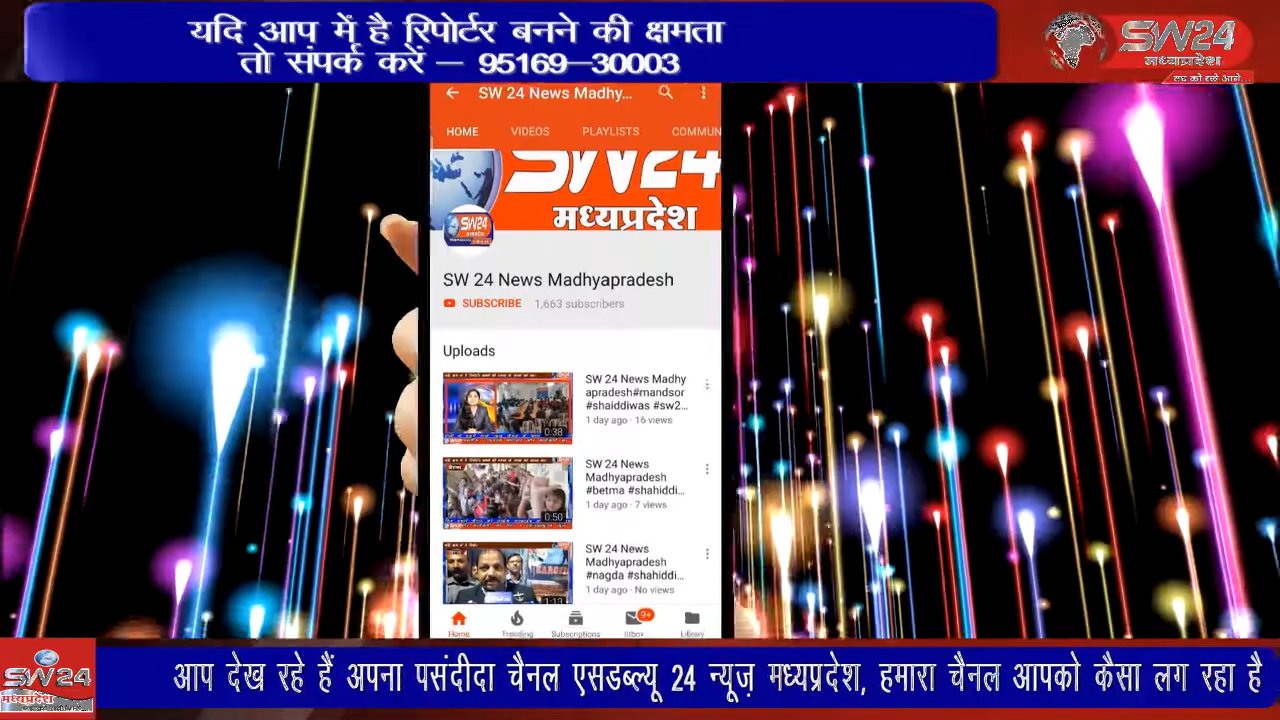 यदि आप में है रिपोर्टर बनने की क्षमता
तो संपर्क करें – 95169–30003
SW24
मध्यप्रदेश
SW 24 News Madhy...
HOME VIDEOS PLAYLISTS COMMUN
SW24
मध्यप्रदेश
SW24
SW 24 News Madhyapradesh
SUBSCRIBE 1,663 subscribers
Uploads
SW 24 News Madhy
apradesh#mandsor
#shaiddiwas #sw2...
1 day ago · 16 views
0:38
SW 24 News
Madhyapradesh
#betma #shahiddi...
1 day ago · 7 views
0:50
SW 24 News
Madhyapradesh
#nagda #shahiddi...
1 day ago · No views
1:13
Home Trending Subscriptions Inbox 9+ Library
SW24
मध्यप्रदेश
आप देख रहे हैं अपना पसंदीदा चैनल एसडब्ल्यू 24 न्यूज़ मध्यप्रदेश, हमारा चैनल आपको कैसा लग रहा है